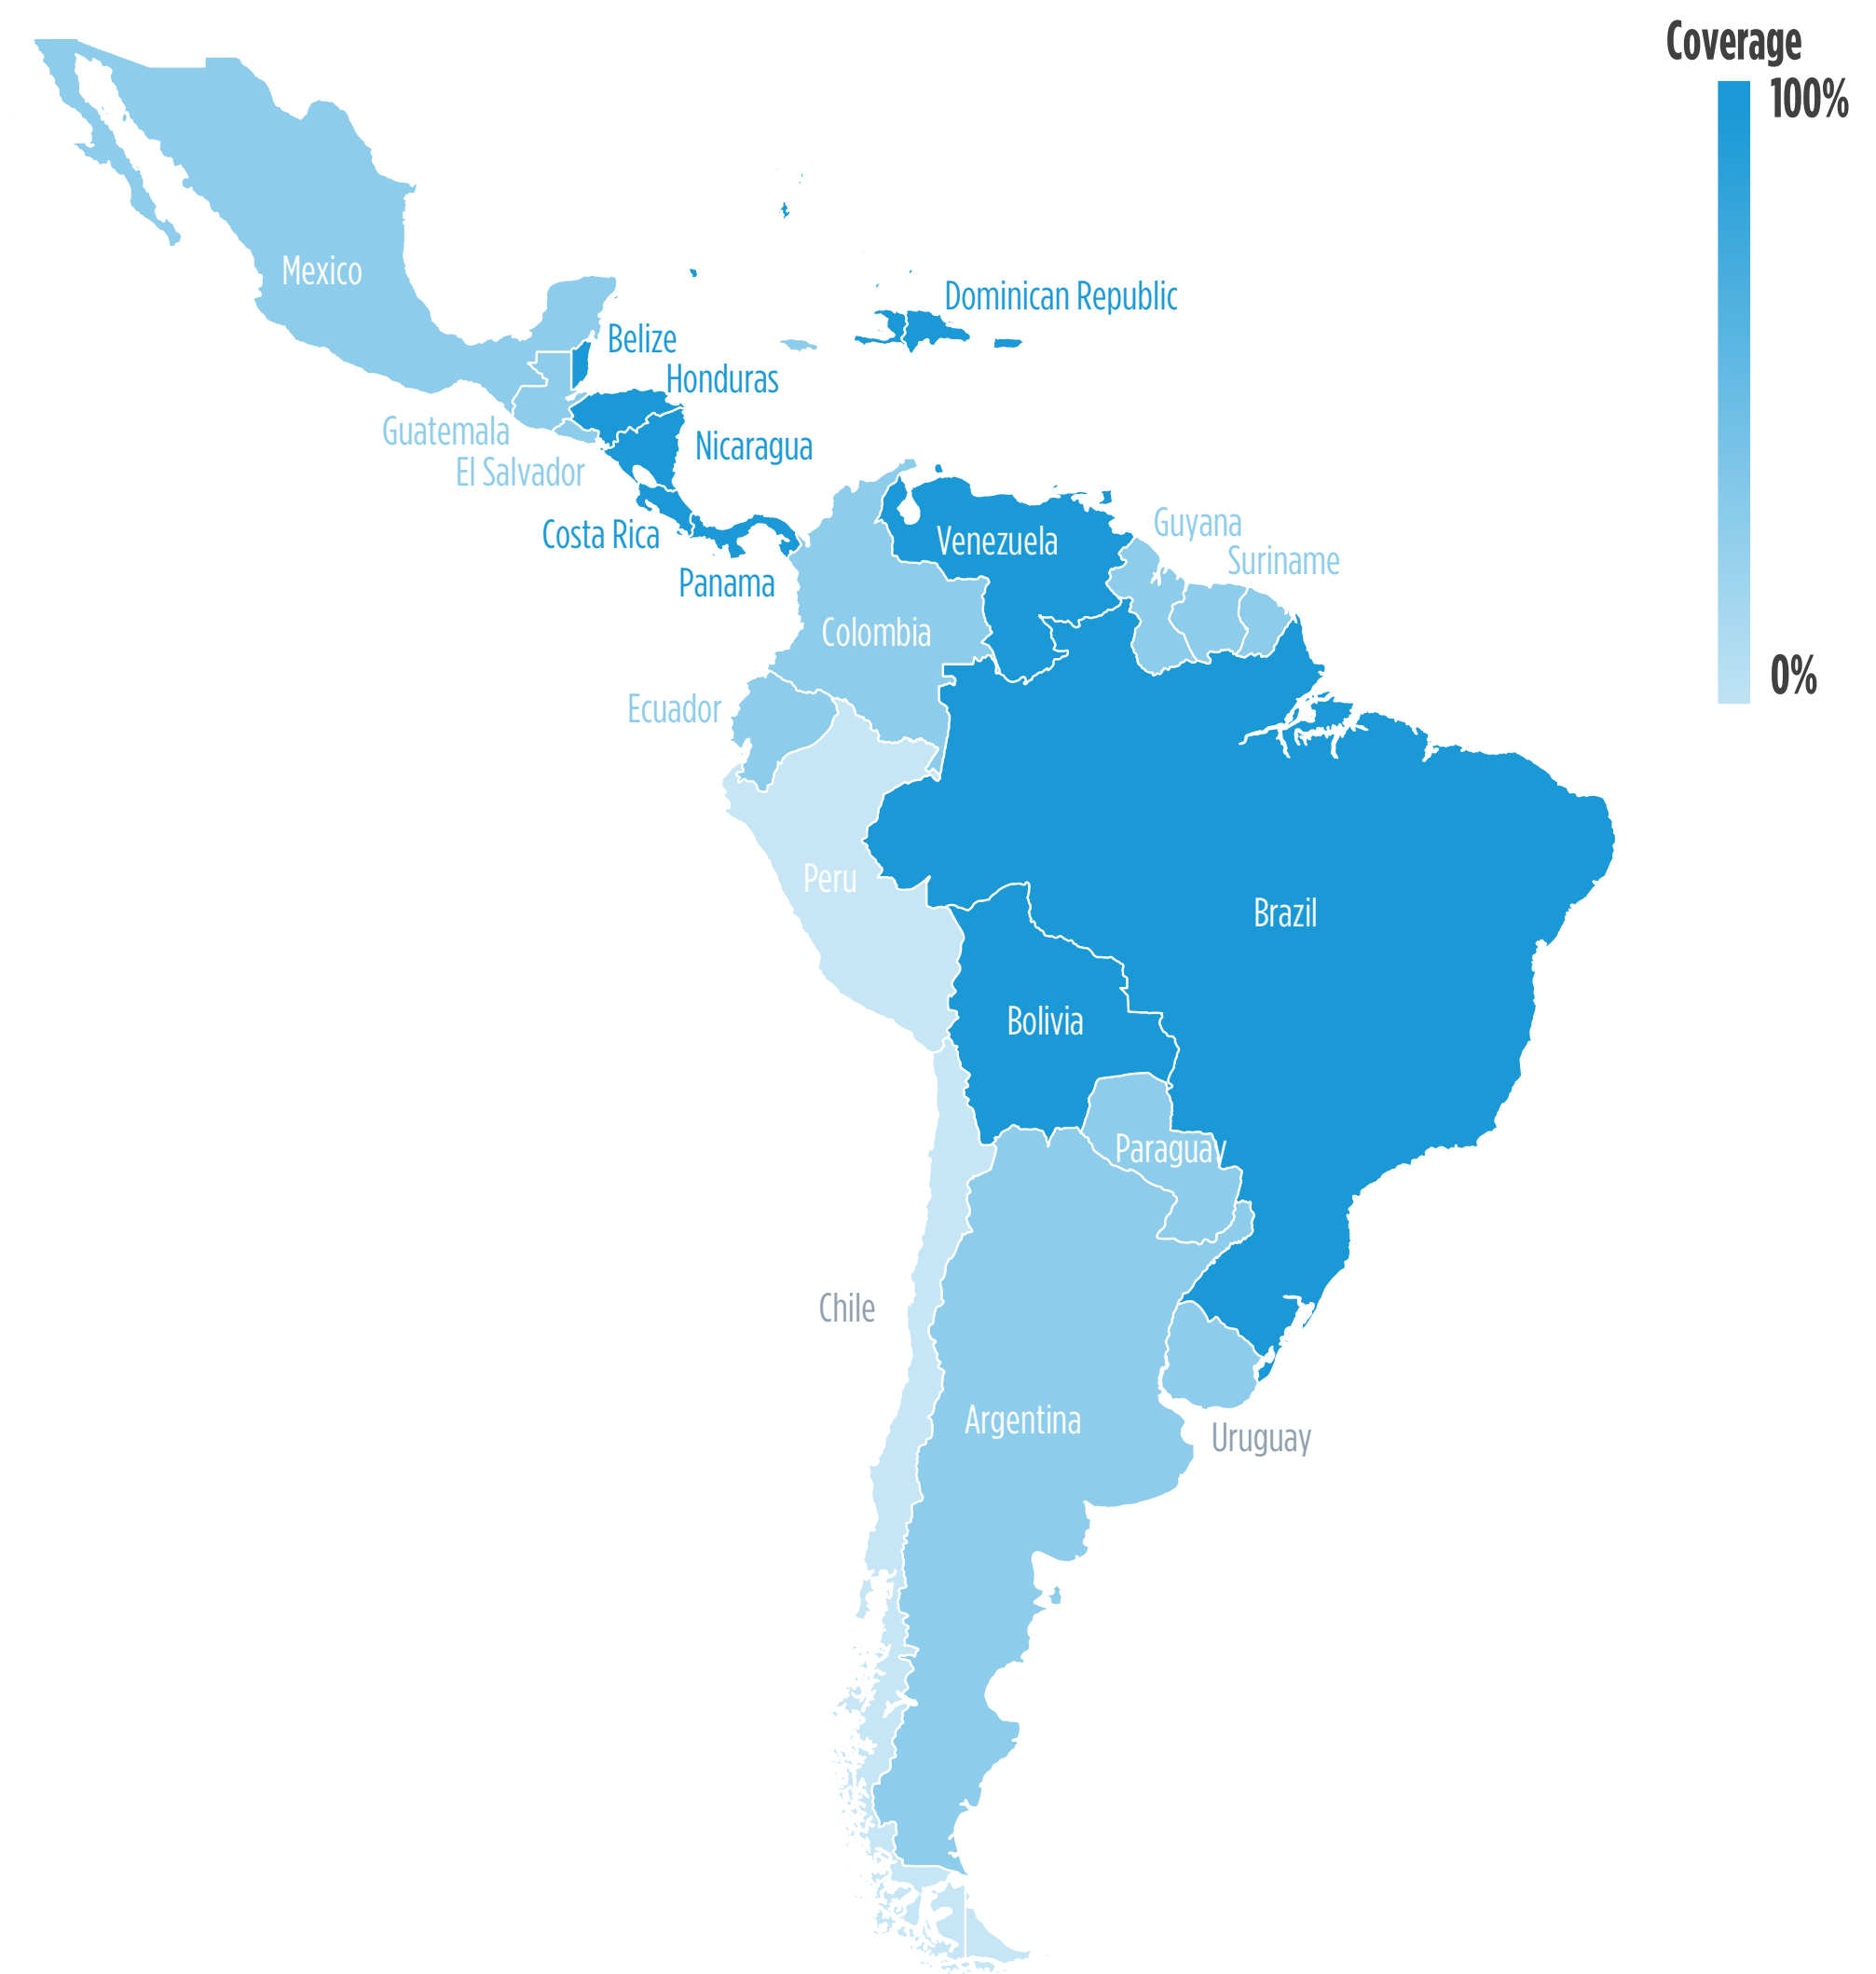 Coverage
100%
0%
Mexico
Dominican Republic
Belize
Honduras
Guatemala
Nicaragua
El Salvador
Costa Rica
Venezuela
Guyana
Suriname
Panama
Colombia
Ecuador
Peru
Brazil
Bolivia
Paraguay
Chile
Argentina
Uruguay